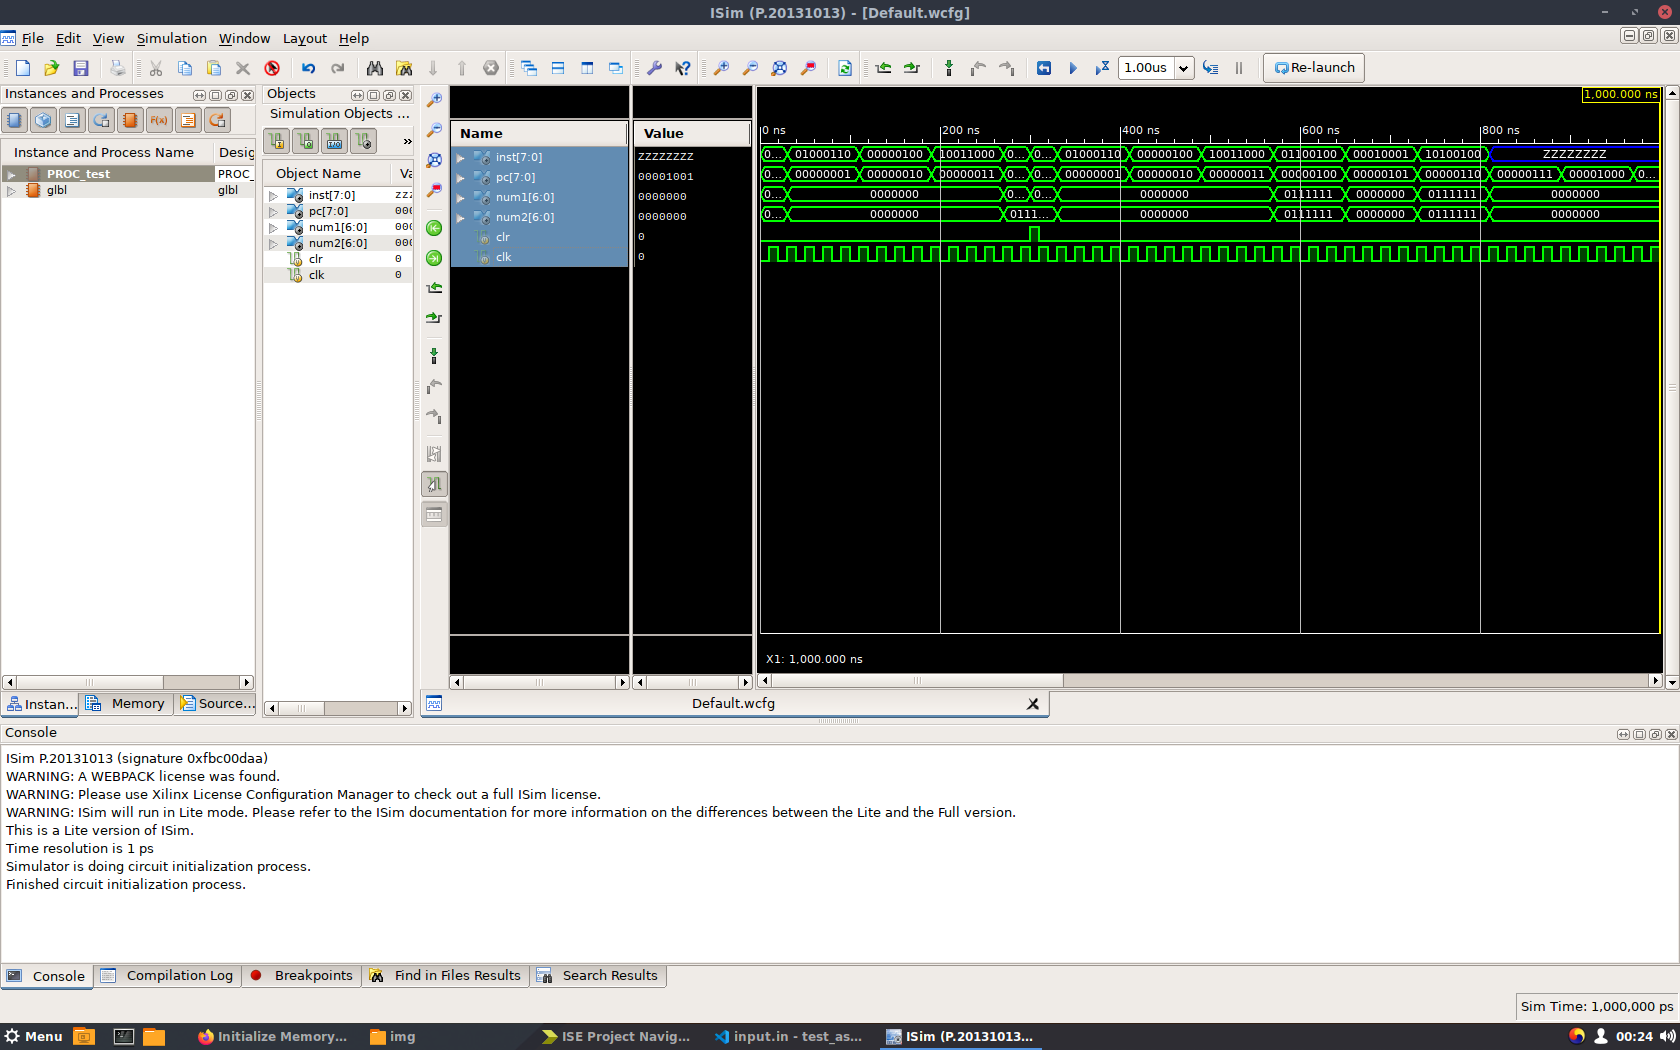 ISim (P.20131013) - [Default.wcfg]
File Edit View Simulation Window Layout Help
1.00us Re-launch
Instances and Processes
Instance and Process Name Desig
PROC_test PROC_
glbl glbl
Instan... Memory Source...
Objects
Simulation Objects ...
»
Object Name Va
inst[7:0] zzz
pc[7:0] 000
num1[6:0] 000
num2[6:0] 000
clr 0
clk 0
Name Value
inst[7:0] ZZZZZZZZ
pc[7:0] 00001001
num1[6:0] 0000000
num2[6:0] 0000000
clr 0
clk 0
1,000.000 ns
0 ns 200 ns 400 ns 600 ns 800 ns
0... 01000110 00000100 10011000 0... 0... 01000110 00000100 10011000 01100100 00010001 10100100 ZZZZZZZZ
0... 00000001 00000010 00000011 0... 0... 00000001 00000010 00000011 00000100 00000101 00000110 00000111 00001000 0...
0... 0000000 0... 0... 0000000 0111111 0000000 0111111 0000000
0... 0000000 0111... 0000000 0111111 0000000 0111111 0000000
X1: 1,000.000 ns
Default.wcfg
Console
ISim P.20131013 (signature 0xfbc00daa)
WARNING: A WEBPACK license was found.
WARNING: Please use Xilinx License Configuration Manager to check out a full ISim license.
WARNING: ISim will run in Lite mode. Please refer to the ISim documentation for more information on the differences between the Lite and the Full version.
This is a Lite version of ISim.
Time resolution is 1 ps
Simulator is doing circuit initialization process.
Finished circuit initialization process.
Console Compilation Log Breakpoints Find in Files Results Search Results
Sim Time: 1,000,000 ps
Menu Initialize Memory... img ISE Project Navig... input.in - test_as... ISim (P.20131013... 00:24